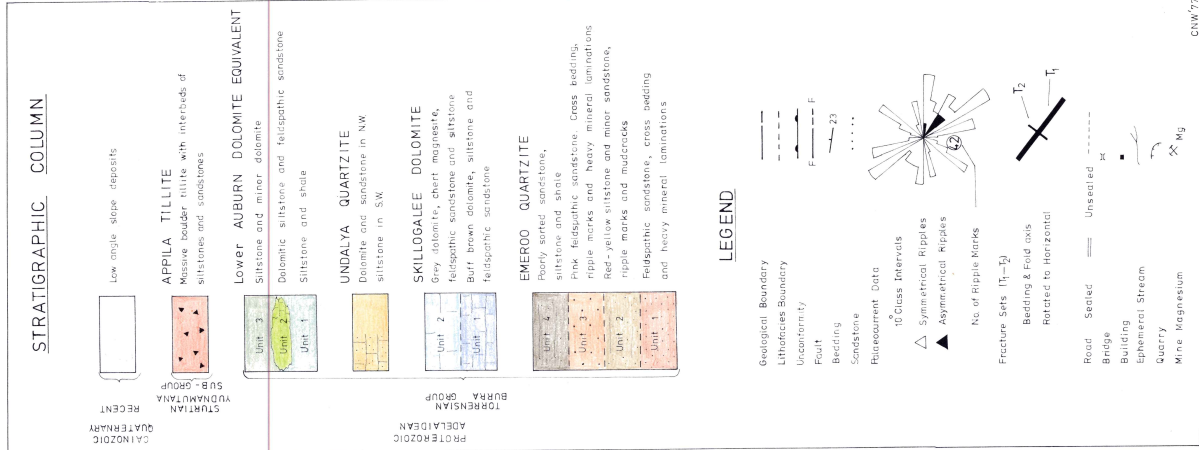 STRATIGRAPHIC COLUMN
CAINOZOIC
QUATERNARY
RECENT
Low angle slope deposits
STURTIAN
YUDNAMUTANA
SUB-GROUP
APPILA TILLITE
Massive boulder tillite with interbeds of
siltstones and sandstones
PROTEROZOIC
ADELAIDEAN
TORRENSIAN
BURRA
GROUP
Lower AUBURN DOLOMITE EQUIVALENT
Unit 3
Siltstone and minor dolomite
Unit 2
Dolomitic siltstone and feldspathic sandstone
Unit 1
Siltstone and shale
UNDALYA QUARTZITE
Dolomite and sandstone in N.W.
siltstone in S.W.
SKILLOGALEE DOLOMITE
Unit 2
Grey dolomite, chert magnesite,
feldspathic sandstone and siltstone
Unit 1
Buff brown dolomite, siltstone and
feldspathic sandstone
EMEROO QUARTZITE
Unit 4
Poorly sorted sandstone,
siltstone and shale
Unit 3
Pink feldspathic sandstone. Cross bedding,
ripple marks and heavy mineral laminations
Unit 2
Red-yellow siltstone and minor sandstone,
ripple marks and mudcracks
Unit 1
Feldspathic sandstone, cross bedding
and heavy mineral laminations
LEGEND
Geological Boundary
Lithofacies Boundary
Unconformity
Fault F F
Bedding 23
Sandstone
Palaeocurrent Data
10° Class Intervals
Symmetrical Ripples
Asymmetrical Ripples
No. of Ripple Marks
42
Fracture Sets (T1-T2)
Bedding & Fold axis
Rotated to Horizontal
T2
T1
Road Sealed Unsealed
Bridge
Building
Ephemeral Stream
Quarry
Mine Magnesium Mg
CNW'77